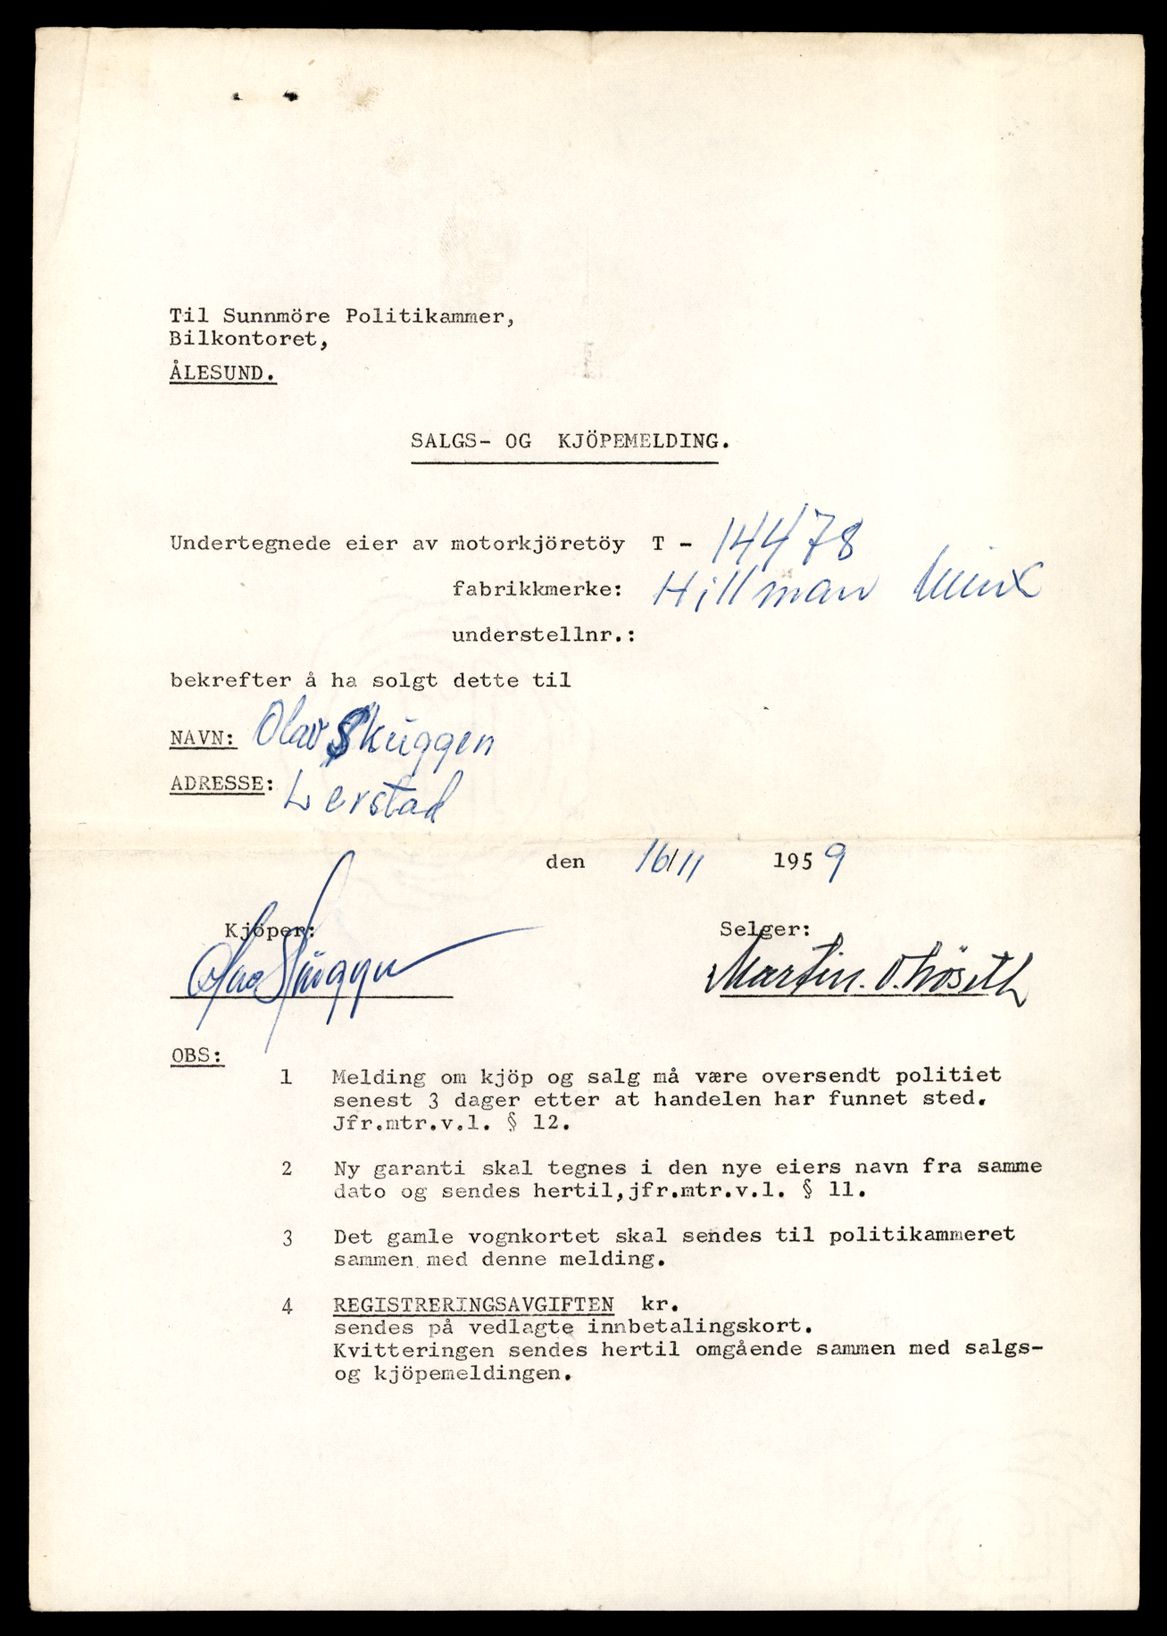 Til Sunnmöre Politikammer,
Bilkontoret,
ÅLESUND.
SALGS- OG KJÖPEMELDING.
Undertegnede eier av motorkjöretöy T - 14478
fabrikkmerke: Hillman Minx
understellnr.:
bekrefter å ha solgt dette til
NAVN: Olav Skuggen
ADRESSE: Lerstad
den 16/11 1959
Kjöper: Selger:
Olav Skuggen Martin. O. Löseth
OBS:
1 Melding om kjöp og salg må være oversendt politiet
senest 3 dager etter at handelen har funnet sted.
Jfr.mtr.v.l. § 12.
2 Ny garanti skal tegnes i den nye eiers navn fra samme
dato og sendes hertil,jfr.mtr.v.l. § 11.
3 Det gamle vognkortet skal sendes til politikammeret
sammen med denne melding.
4 REGISTRERINGSAVGIFTEN kr.
sendes på vedlagte innbetalingskort.
Kvitteringen sendes hertil omgående sammen med salgs-
og kjöpemeldingen.